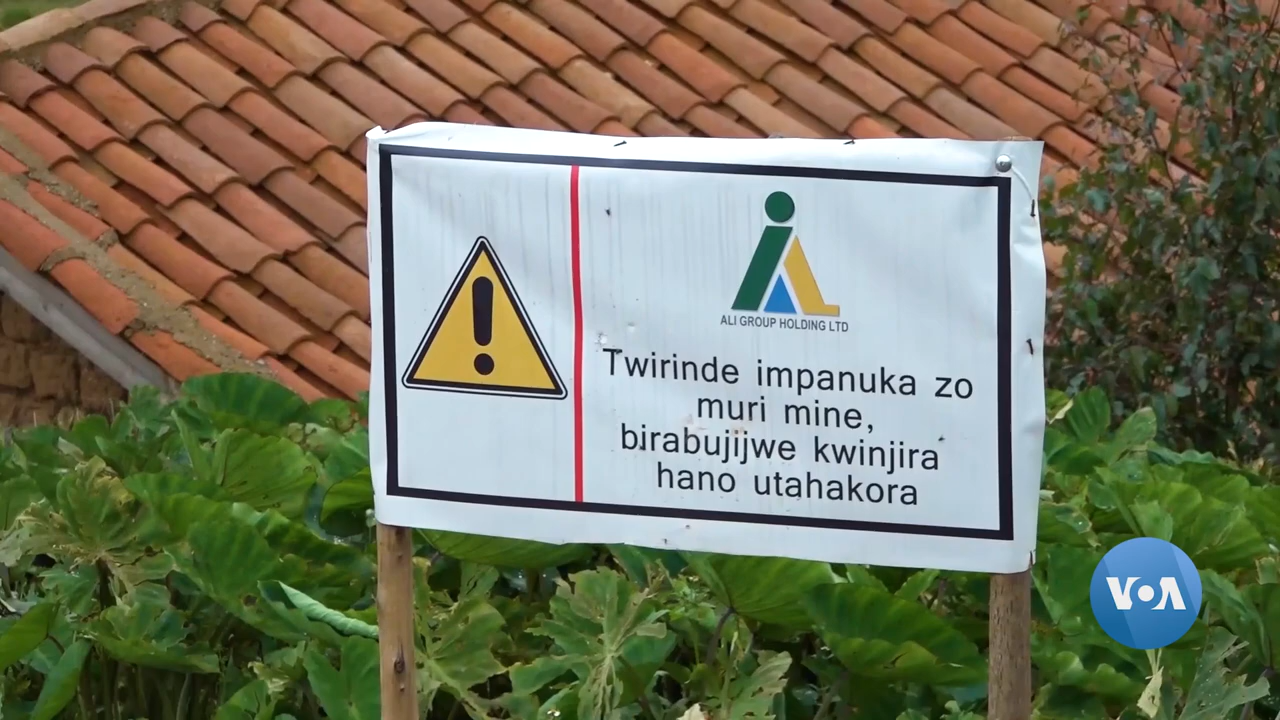 ALI GROUP HOLDING LTD
Twirinde impanuka zo
muri mine,
birabujijwe kwinjira
hano utahakora
VOA